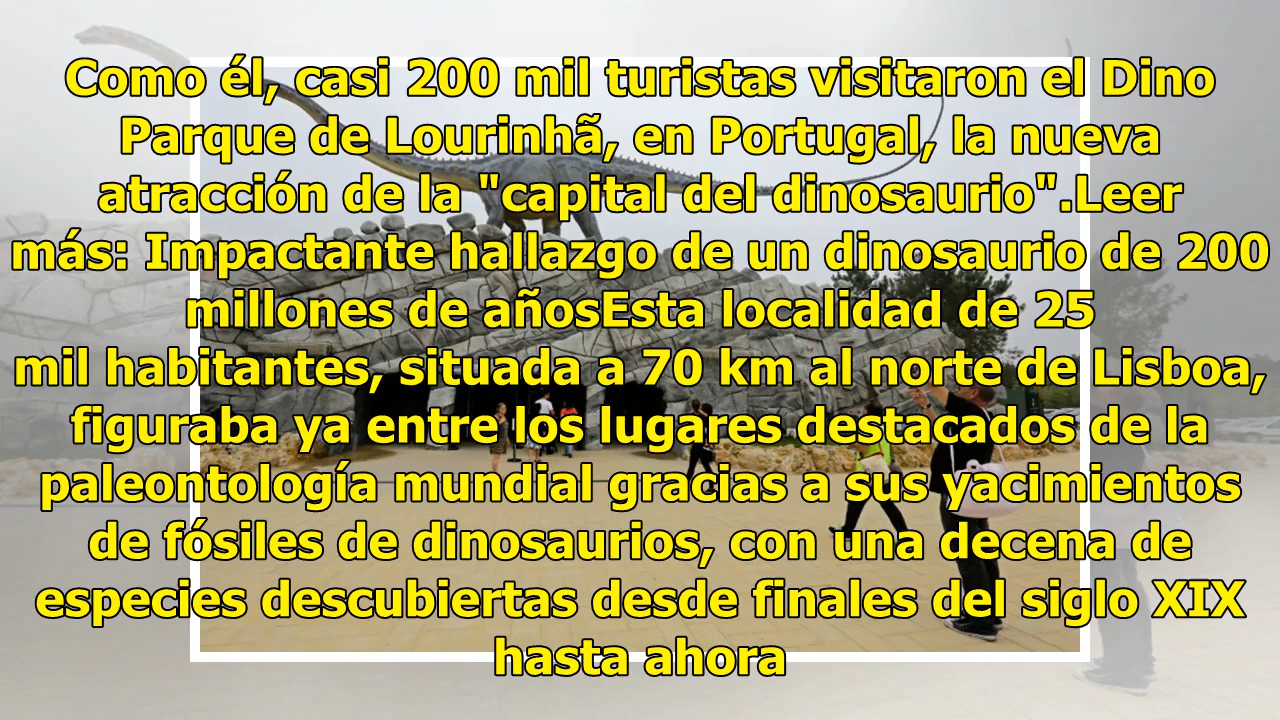 Como él, casi 200 mil turistas visitaron el Dino
Parque de Lourinhã, en Portugal, la nueva
atracción de la "capital del dinosaurio".Leer
más: Impactante hallazgo de un dinosaurio de 200
millones de añosEsta localidad de 25
mil habitantes, situada a 70 km al norte de Lisboa,
figuraba ya entre los lugares destacados de la
paleontología mundial gracias a sus yacimientos
de fósiles de dinosaurios, con una decena de
especies descubiertas desde finales del siglo XIX
hasta ahora